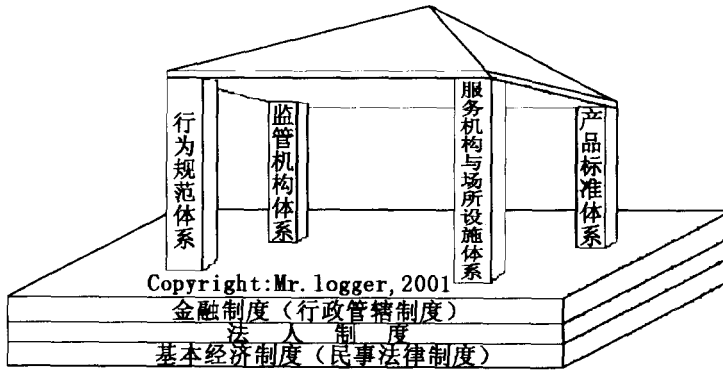 行为规范体系
监管机构体系
服务机构与场所设施体系
产品标准体系
Copyright:Mr.logger,2001
金融制度（行政管辖制度）
法人制度
基本经济制度（民事法律制度）